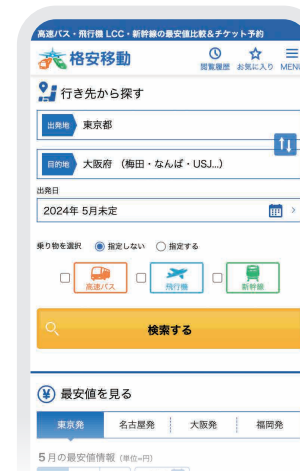 高速バス・飛行機 LCC・新幹線の最安値比較&チケット予約
格安移動
閲覧履歴 お気に入り MENU
行き先から探す
出発地 東京都
目的地 大阪府 (梅田・なんば・USJ...)
出発日
2024年 5月未定
乗り物を選択 指定しない 指定する
高速バス 飛行機 新幹線
検索する
最安値を見る
東京発 名古屋発 大阪発 福岡発
5月の最安値情報 (単位=円)